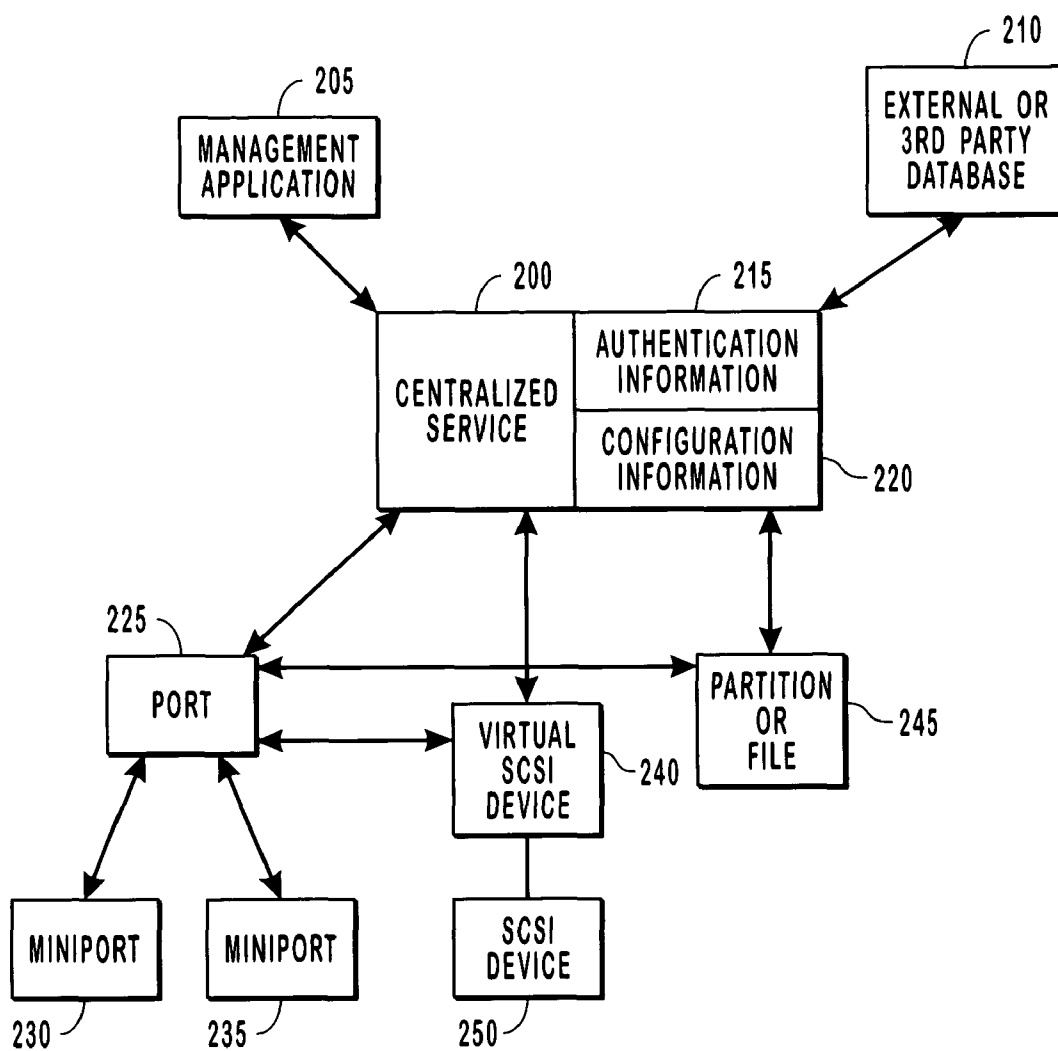 210
EXTERNAL OR
3RD PARTY
DATABASE
205
MANAGEMENT
APPLICATION
200
215
CENTRALIZED
SERVICE
AUTHENTICATION
INFORMATION
CONFIGURATION
INFORMATION
220
225
PORT
VIRTUAL
SCSI
DEVICE
240
PARTITION
OR
FILE
245
MINIPORT
230
MINIPORT
235
SCSI
DEVICE
250